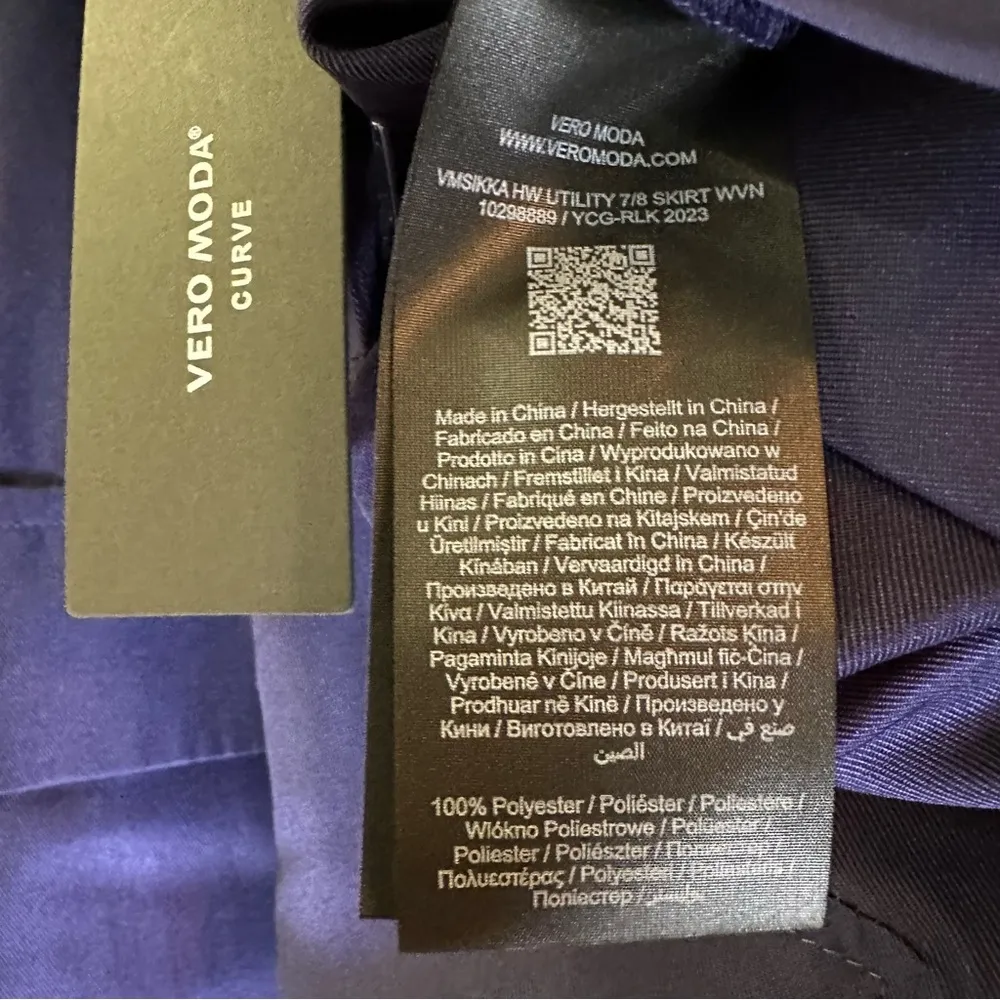 VERO MODA®
CURVE
VERO MODA
WWW.VEROMODA.COM
VMSIKKA HW UTILITY 7/8 SKIRT WVN
10298889 / YCG-RLK 2023
Made in China / Hergestellt in China /
Fabricado en China / Feito na China /
Prodotto in Cina / Wyprodukowano w
Chinach / Fremstillet i Kina / Valmistatud
Hiinas / Fabriqué en Chine / Proizvedeno
u Kini / Proizvedeno na Kitajskem / Çin'de
Üretilmiştir / Fabricat în China / Készült
Kínában / Vervaardigd in China /
Произведено в Китай / Παράγεται στην
Κίνα / Valmistettu Kiinassa / Tillverkad i
Kina / Vyrobeno v Číně / Ražots Ķīnā /
Pagaminta Kinijoje / Magħmul fiċ-Ċina /
Vyrobené v Číne / Produsert i Kina /
Prodhuar në Kinë / Произведено у
Кини / Виготовлено в Китаї / صنع في
الصين
100% Polyester / Poliéster / Poliestere /
Włókno Poliestrowe / Polüester /
Poliester / Poliészter / Полиестер /
Πολυεστέρας / Polyesteri /
Поліестер /